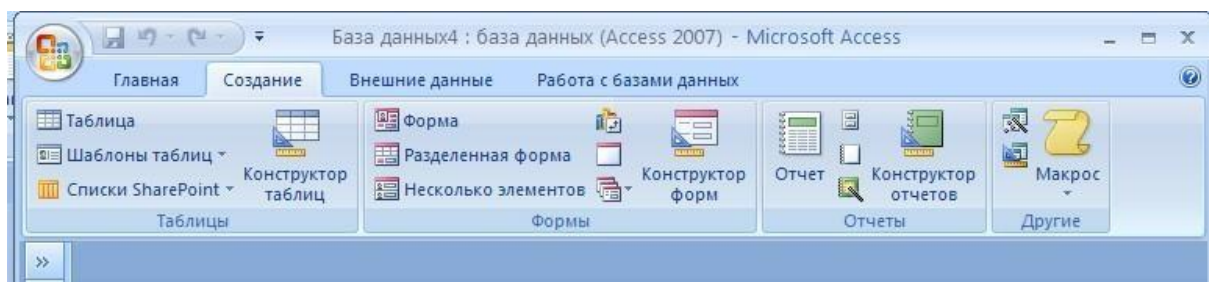 База данных4 : база данных (Access 2007) - Microsoft Access
Главная Создание Внешние данные Работа с базами данных
Таблица
Шаблоны таблиц
Списки SharePoint
Конструктор
таблиц
Таблицы
Форма
Разделенная форма
Несколько элементов
Конструктор
форм
Формы
Отчет
Конструктор
отчетов
Отчеты
Макрос
Другие